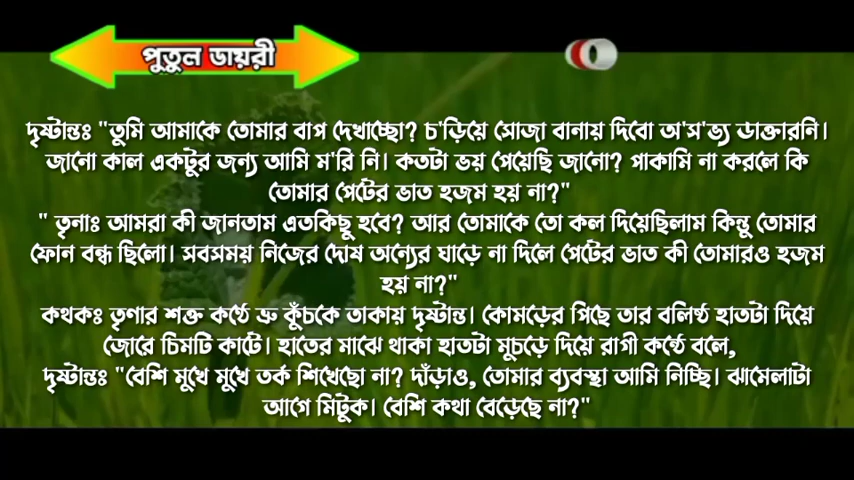 পুতুল ডায়রী
দৃষ্টান্তঃ "তুমি আমাকে তোমার বাপ দেখাচ্ছো? চ'ড়িয়ে সোজা বানায় দিবো অ'স'ভ্য ডাক্তারনি।
জানো কাল একটুর জন্য আমি ম'রি নি। কতটা ভয় পেয়েছি জানো? পাকামি না করলে কি
তোমার পেটের ভাত হজম হয় না?"
" তৃনাঃ আমরা কী জানতাম এতকিছু হবে? আর তোমাকে তো কল দিয়েছিলাম কিন্তু তোমার
ফোন বন্ধ ছিলো। সবসময় নিজের দোষ অন্যের ঘাড়ে না দিলে পেটের ভাত কী তোমারও হজম
হয় না?"
কথকঃ তৃণার শক্ত কণ্ঠে ভ্রু কুঁচকে তাকায় দৃষ্টান্ত। কোমড়ের পিছে তার বলিষ্ঠ হাতটা দিয়ে
জোরে চিমটি কাটে। হাতের মাঝে থাকা হাতটা মুচড়ে দিয়ে রাগী কন্ঠে বলে,
দৃষ্টান্তঃ "বেশি মুখে মুখে তর্ক শিখেছো না? দাঁড়াও, তোমার ব্যবস্থা আমি নিচ্ছি। ঝামেলাটা
আগে মিটুক। বেশি কথা বেড়েছে না?"